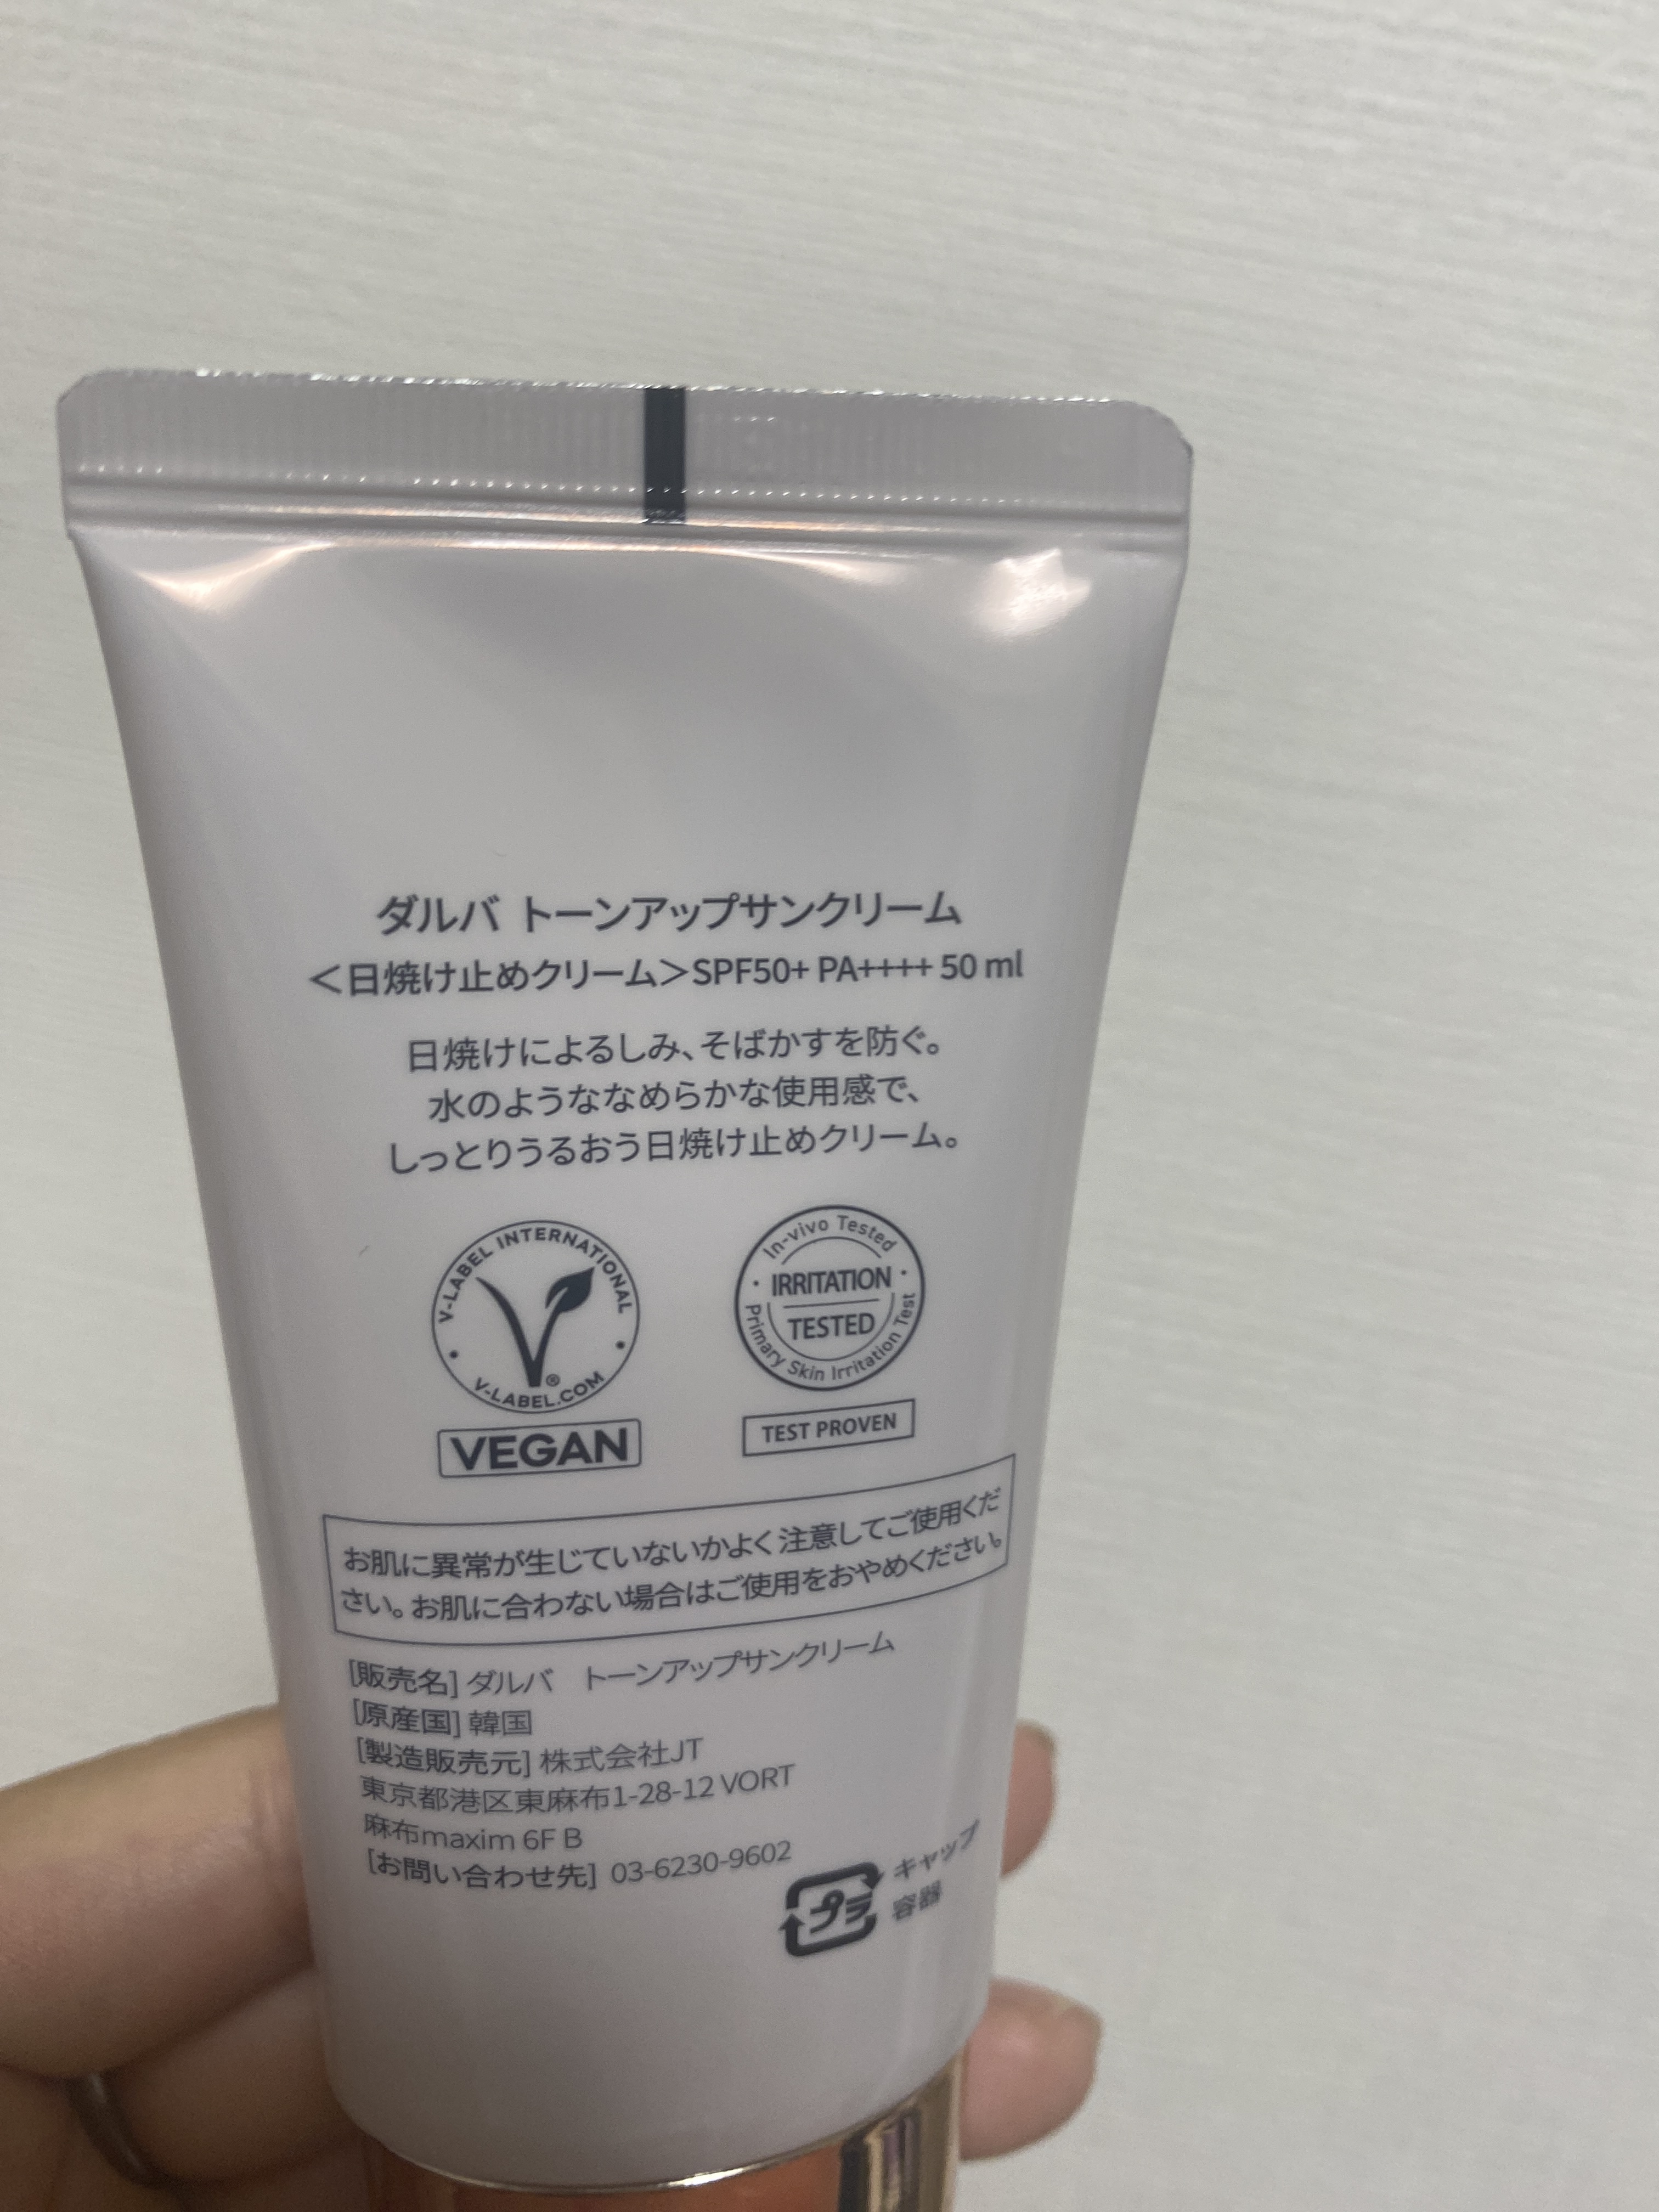 ダルバ トーンアップサンクリーム
＜日焼け止めクリーム＞SPF50+ PA++++ 50 ml
日焼けによるしみ、そばかすを防ぐ。
水のようななめらかな使用感で、
しっとりうるおう日焼け止めクリーム。
V-LABEL INTERNATIONAL
V-LABEL.COM
®
VEGAN
In-vivo Tested
IRRITATION
TESTED
Primary Skin Irritation Test
TEST PROVEN
お肌に異常が生じていないかよく注意してご使用くだ
さい。お肌に合わない場合はご使用をおやめください。
[販売名] ダルバ　トーンアップサンクリーム
[原産国] 韓国
[製造販売元] 株式会社JT
東京都港区東麻布1-28-12 VORT
麻布maxim 6F B
[お問い合わせ先] 03-6230-9602
プラ
キャップ
容器